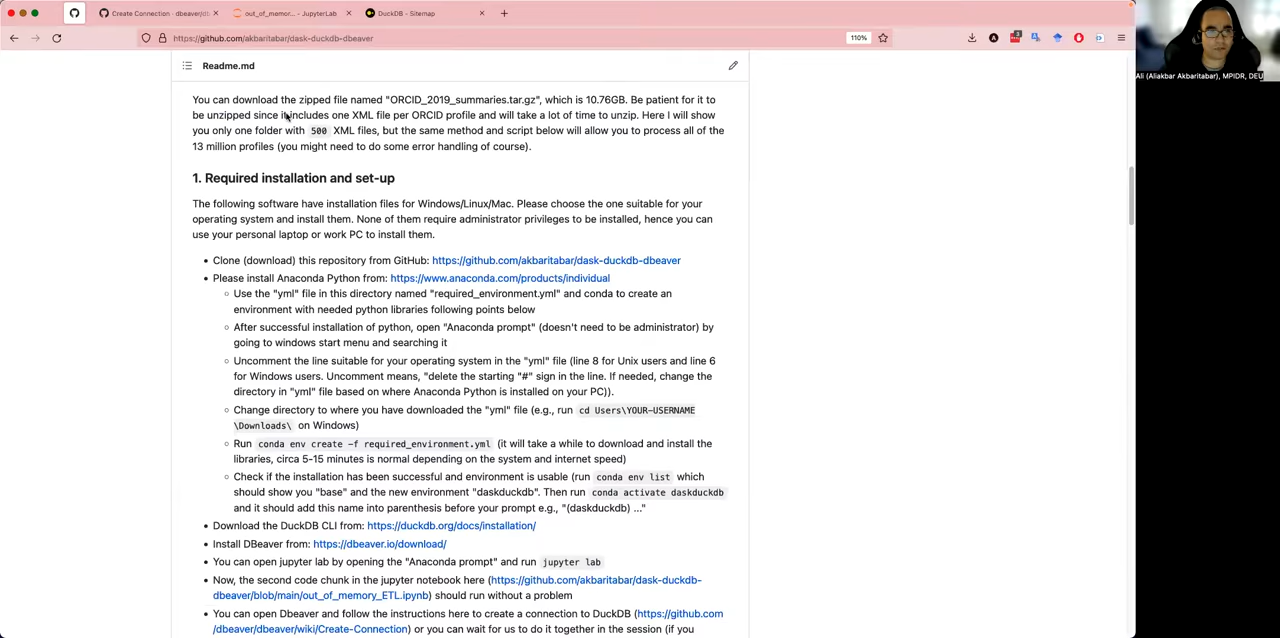 Create Connection · dbeaver/db
out_of_memor... - JupyterLab
DuckDB - Sitemap
https://github.com/akbaritabar/dask-duckdb-dbeaver
110%
Ali (Aliakbar Akbaritabar), MPIDR, DEU
Readme.md
You can download the zipped file named "ORCID_2019_summaries.tar.gz", which is 10.76GB. Be patient for it to
be unzipped since it includes one XML file per ORCID profile and will take a lot of time to unzip. Here I will show
you only one folder with 500 XML files, but the same method and script below will allow you to process all of the
13 million profiles (you might need to do some error handling of course).
1. Required installation and set-up
The following software have installation files for Windows/Linux/Mac. Please choose the one suitable for your
operating system and install them. None of them require administrator privileges to be installed, hence you can
use your personal laptop or work PC to install them.
• Clone (download) this repository from GitHub: https://github.com/akbaritabar/dask-duckdb-dbeaver
• Please install Anaconda Python from: https://www.anaconda.com/products/individual
◦ Use the "yml" file in this directory named "required_environment.yml" and conda to create an
environment with needed python libraries following points below
◦ After successful installation of python, open "Anaconda prompt" (doesn't need to be administrator) by
going to windows start menu and searching it
◦ Uncomment the line suitable for your operating system in the "yml" file (line 8 for Unix users and line 6
for Windows users. Uncomment means, "delete the starting "#" sign in the line. If needed, change the
directory in "yml" file based on where Anaconda Python is installed on your PC)).
◦ Change directory to where you have downloaded the "yml" file (e.g., run cd Users\YOUR-USERNAME
\Downloads\ on Windows)
◦ Run conda env create -f required_environment.yml (it will take a while to download and install the
libraries, circa 5-15 minutes is normal depending on the system and internet speed)
◦ Check if the installation has been successful and environment is usable (run conda env list which
should show you "base" and the new environment "daskduckdb". Then run conda activate daskduckdb
and it should add this name into parenthesis before your prompt e.g., "(daskduckdb) ..."
• Download the DuckDB CLI from: https://duckdb.org/docs/installation/
• Install DBeaver from: https://dbeaver.io/download/
• You can open jupyter lab by opening the "Anaconda prompt" and run jupyter lab
• Now, the second code chunk in the jupyter notebook here (https://github.com/akbaritabar/dask-duckdb-
dbeaver/blob/main/out_of_memory_ETL.ipynb) should run without a problem
• You can open Dbeaver and follow the instructions here to create a connection to DuckDB (https://github.com
/dbeaver/dbeaver/wiki/Create-Connection) or you can wait for us to do it together in the session (if you